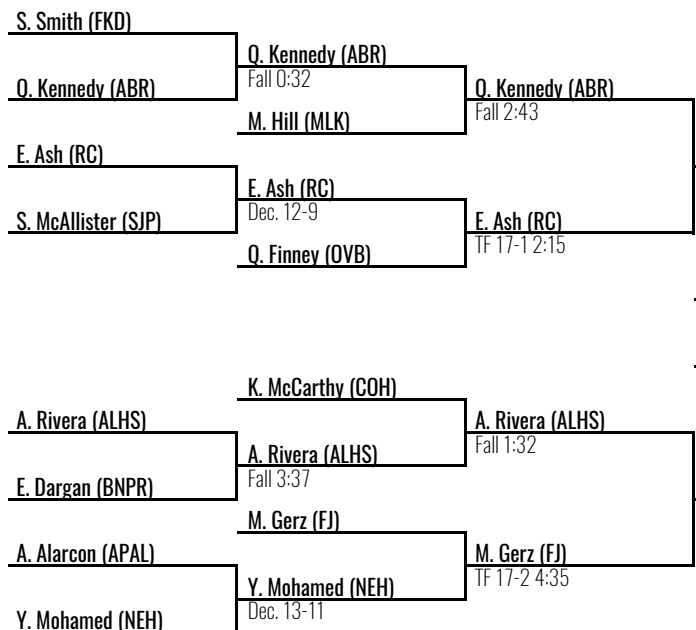 S. Smith (FKD)
Q. Kennedy (ABR)
Fall 0:32
Q. Kennedy (ABR)
Q. Kennedy (ABR)
Fall 2:43
M. Hill (MLK)
E. Ash (RC)
E. Ash (RC)
Dec. 12-9
S. McAllister (SJP)
E. Ash (RC)
TF 17-1 2:15
Q. Finney (OVB)
K. McCarthy (COH)
A. Rivera (ALHS)
A. Rivera (ALHS)
Fall 1:32
A. Rivera (ALHS)
Fall 3:37
E. Dargan (BNPR)
M. Gerz (FJ)
A. Alarcon (APAL)
M. Gerz (FJ)
TF 17-2 4:35
Y. Mohamed (NEH)
Dec. 13-11
Y. Mohamed (NEH)